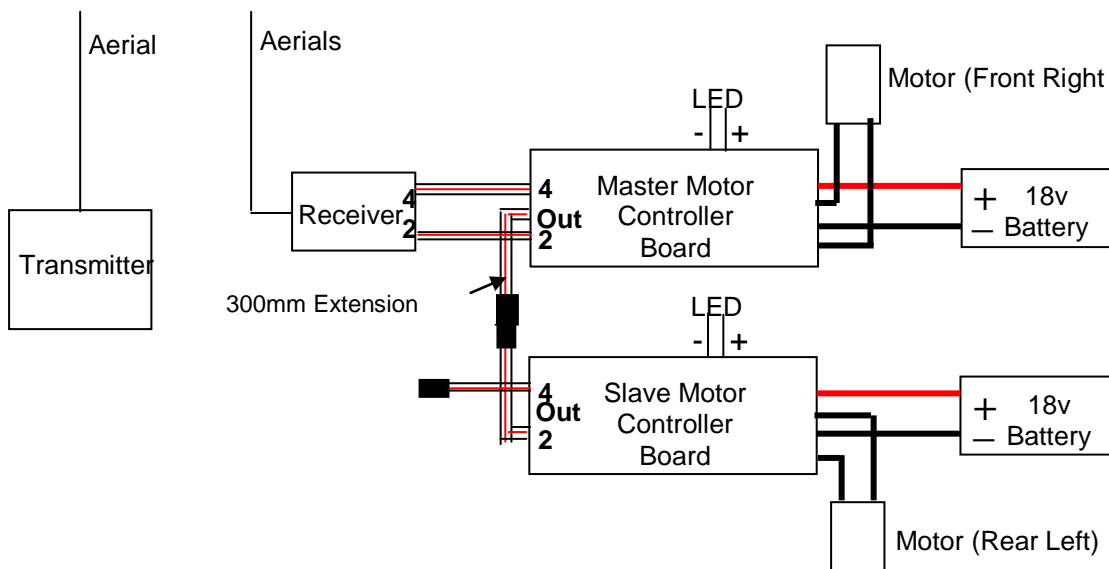 Aerial
Aerials
Motor (Front Right
LED
- +
Receiver
4
2
4
Out
2
Master Motor
Controller
Board
+ 18v
– Battery
Transmitter
300mm Extension
LED
- +
4
Out
2
Slave Motor
Controller
Board
+ 18v
– Battery
Motor (Rear Left)